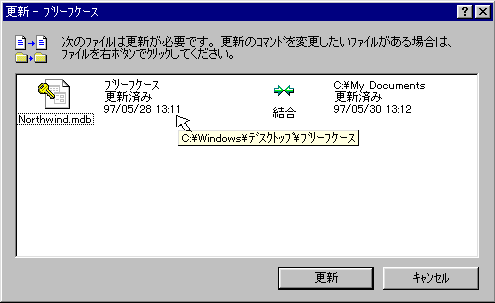 更新 - ﾌﾞﾘｰﾌｹｰｽ
次のﾌｧｲﾙは更新が必要です。 更新のｺﾏﾝﾄﾞを変更したいﾌｧｲﾙがある場合は、
ﾌｧｲﾙを右ﾎﾞﾀﾝでｸﾘｯｸしてください。
Northwind.mdb
ﾌﾞﾘｰﾌｹｰｽ
更新済み
97/05/28 13:11
結合
C:¥My Documents
更新済み
97/05/30 13:12
C:¥Windows¥ﾃﾞｽｸﾄｯﾌﾟ¥ﾌﾞﾘｰﾌｹｰｽ
更新
ｷｬﾝｾﾙ